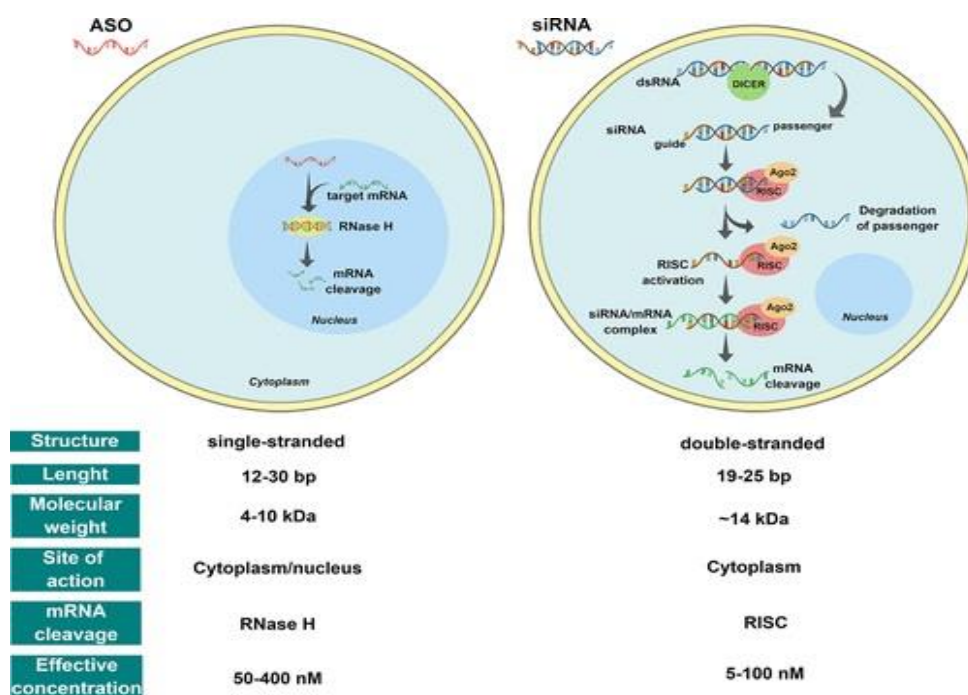 ASO
target mRNA
RNase H
mRNA
cleavage
Nucleus
Cytoplasm
siRNA
dsRNA
DICER
siRNA
guide
passenger
Ago2
RISC
Degradation
of passenger
RISC
activation
Ago2
RISC
siRNA/mRNA
complex
Ago2
RISC
Nucleus
mRNA
cleavage
Structure
single-stranded
double-stranded
Lenght
12-30 bp
19-25 bp
Molecular
weight
4-10 kDa
~14 kDa
Site of
action
Cytoplasm/nucleus
Cytoplasm
mRNA
cleavage
RNase H
RISC
Effective
concentration
50-400 nM
5-100 nM